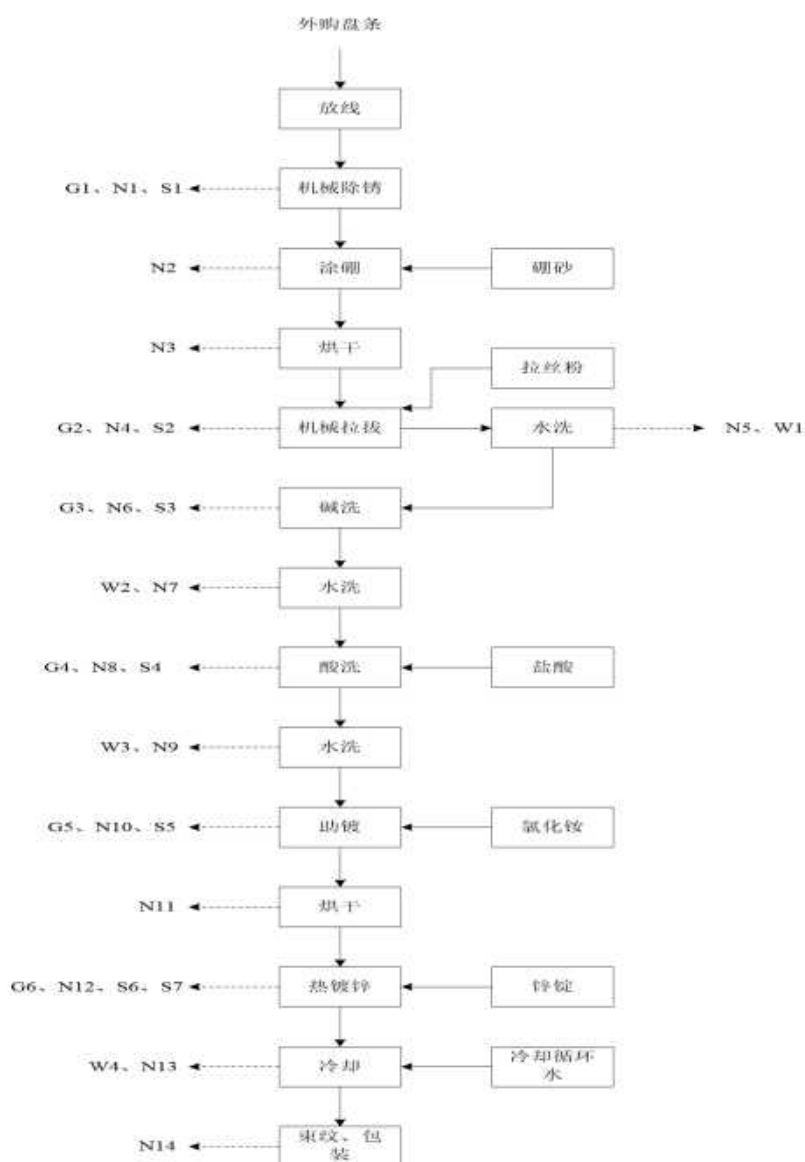 外购盘条
放线
G1、N1、S1
机械除锈
N2
涂硼
硼砂
N3
烘干
拉丝粉
G2、N4、S2
机械拉拔
水洗
N5、W1
G3、N6、S3
碱洗
W2、N7
水洗
G4、N8、S4
酸洗
盐酸
W3、N9
水洗
G5、N10、S5
助镀
氯化铵
N11
烘干
G6、N12、S6、S7
热镀锌
锌锭
W4、N13
冷却
冷却循环
水
N14
束纹、包
装